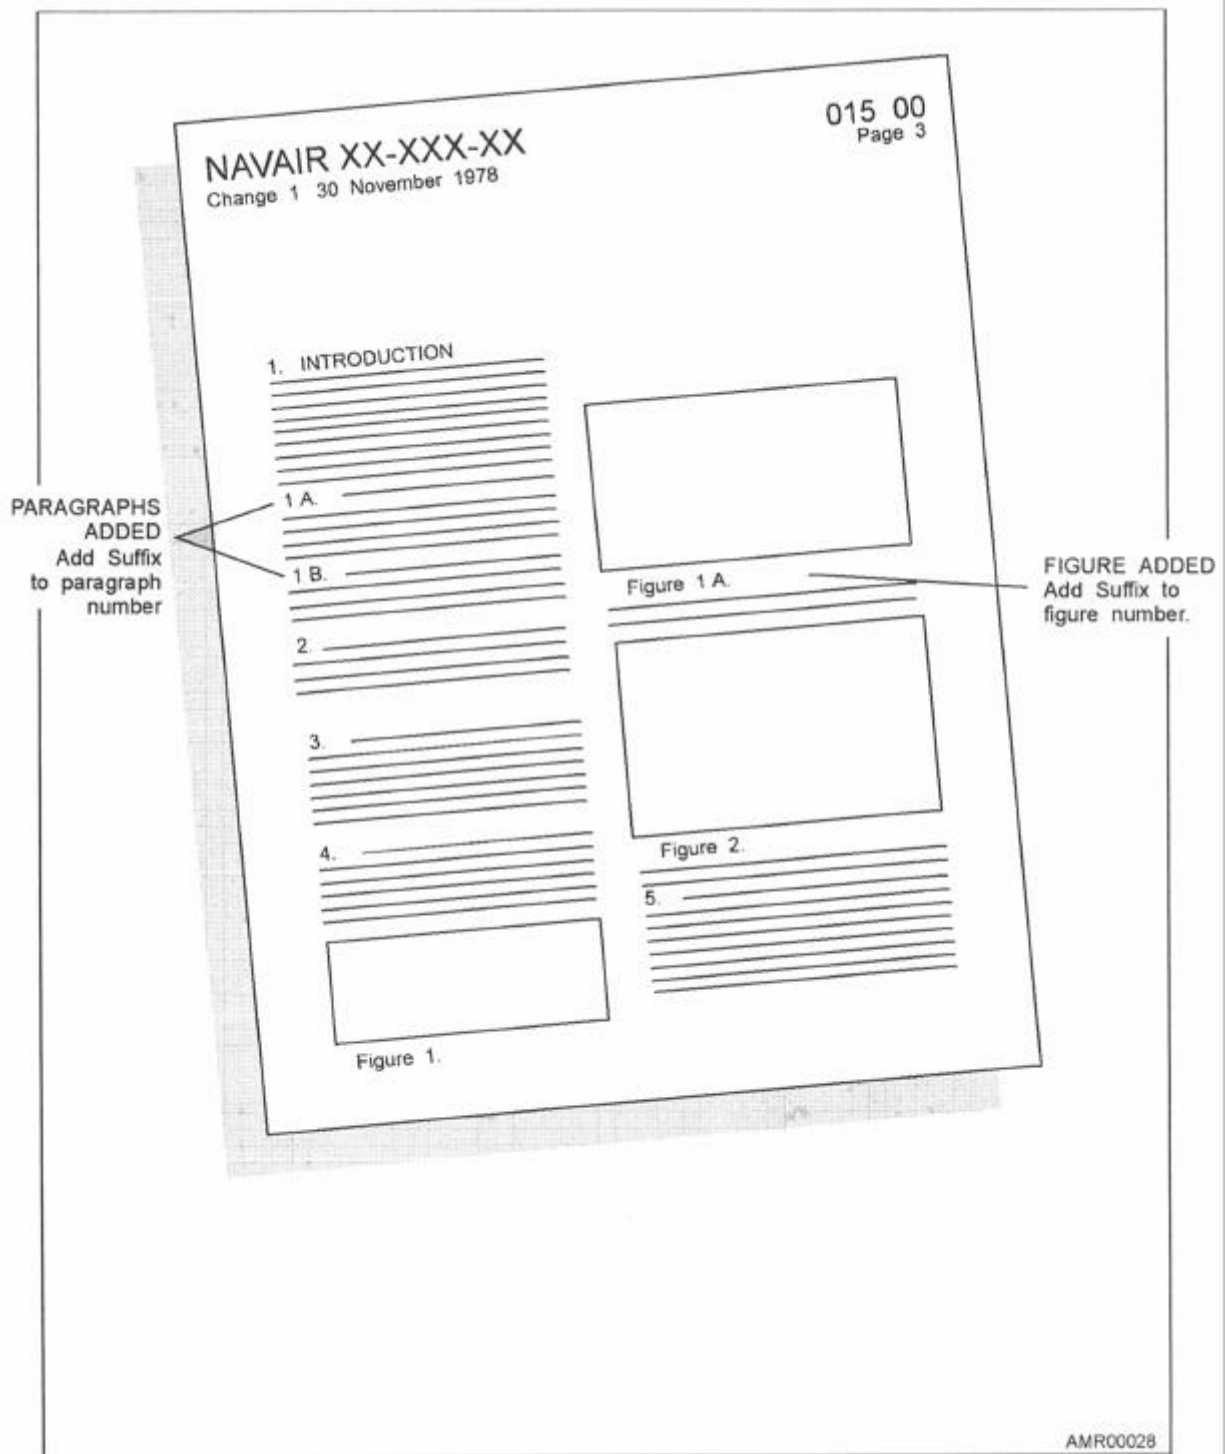 NAVAIR XX-XXX-XX
Change 1 30 November 1978
015 00
Page 3
1. INTRODUCTION
1 A.
1 B.
2.
3.
4.
Figure 1.
Figure 1 A.
Figure 2.
5.
PARAGRAPHS
ADDED
Add Suffix
to paragraph
number
FIGURE ADDED
Add Suffix to
figure number.
AMR00028